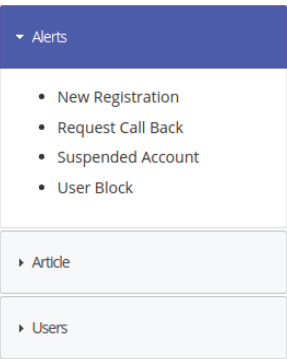 Alerts
New Registration
Request Call Back
Suspended Account
User Block
Article
Users